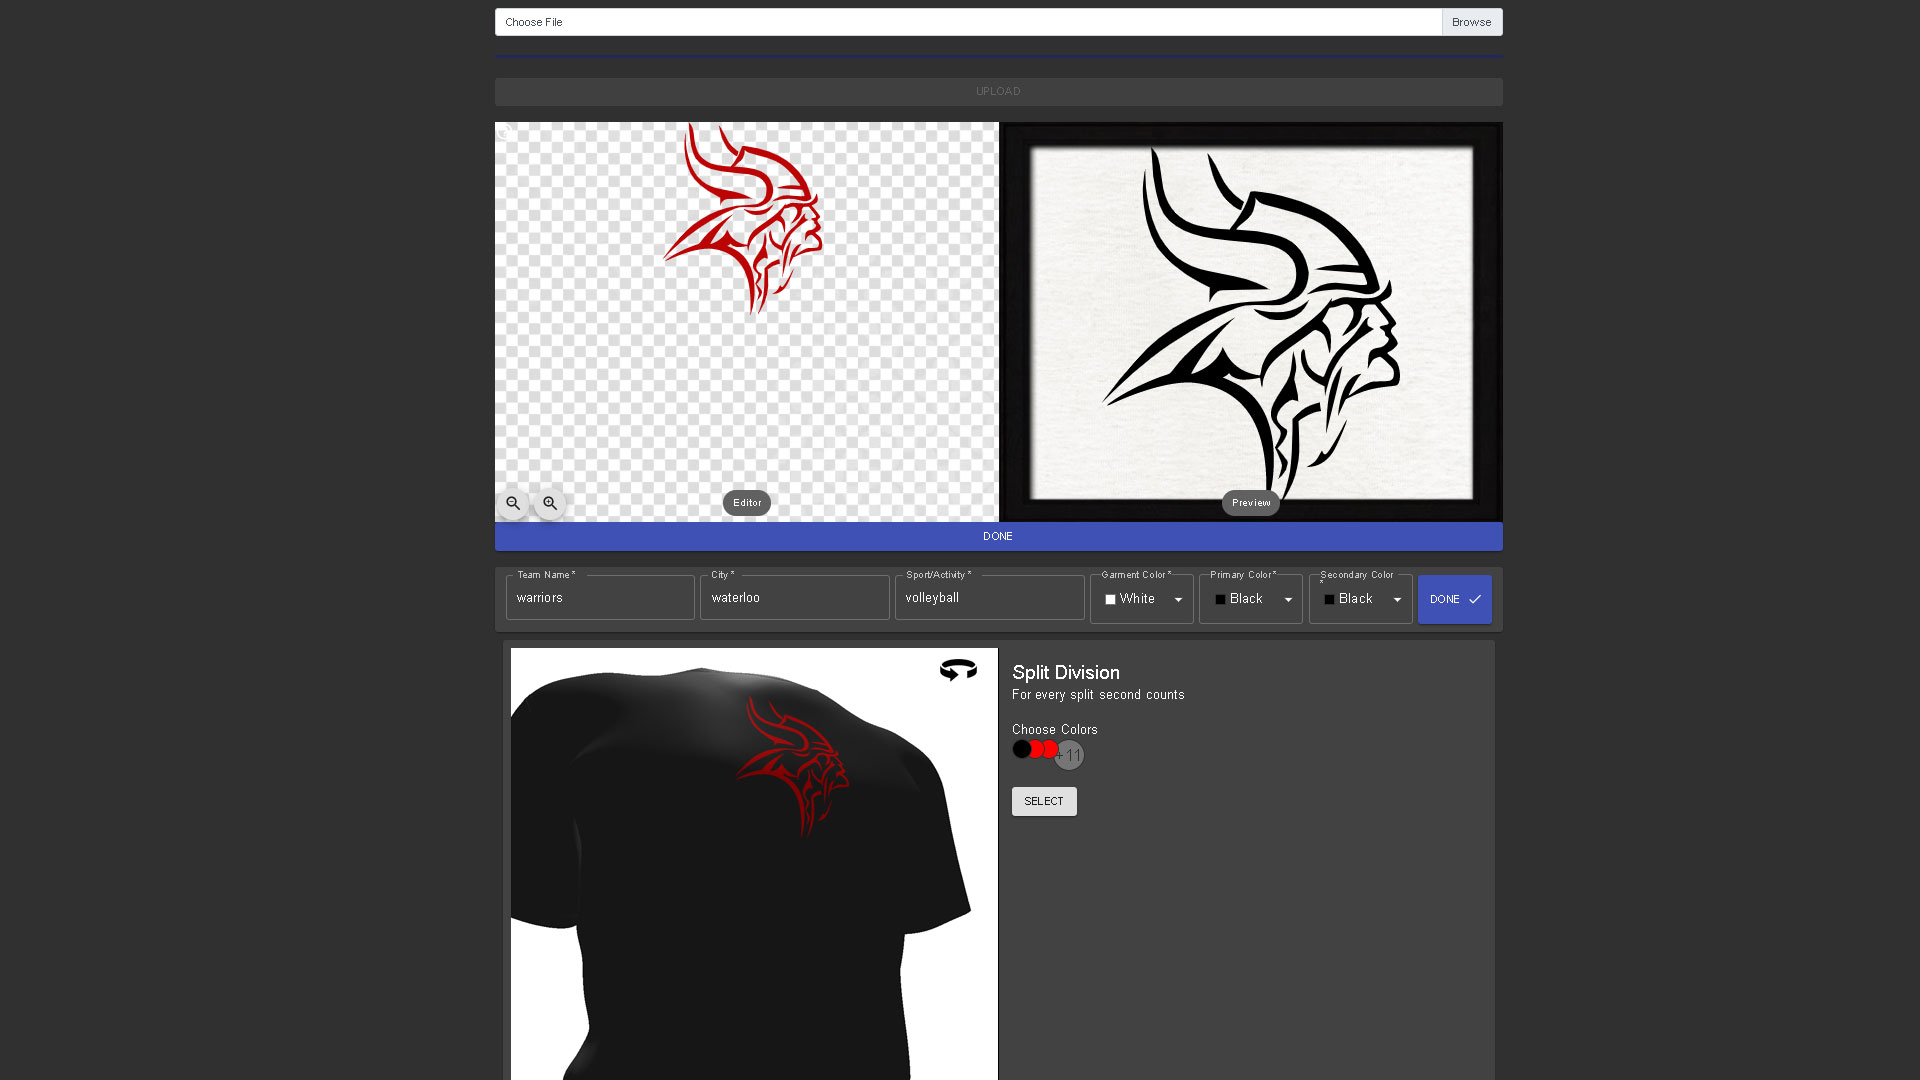 Choose File
Browse
UPLOAD
Editor
Preview
DONE
Team Name *
warriors
City *
waterloo
Sport/Activity *
volleyball
Garment Color *
White
Primary Color *
Black
Secondary Color
*
Black
DONE
Split Division
For every split second counts
Choose Colors
+11
SELECT